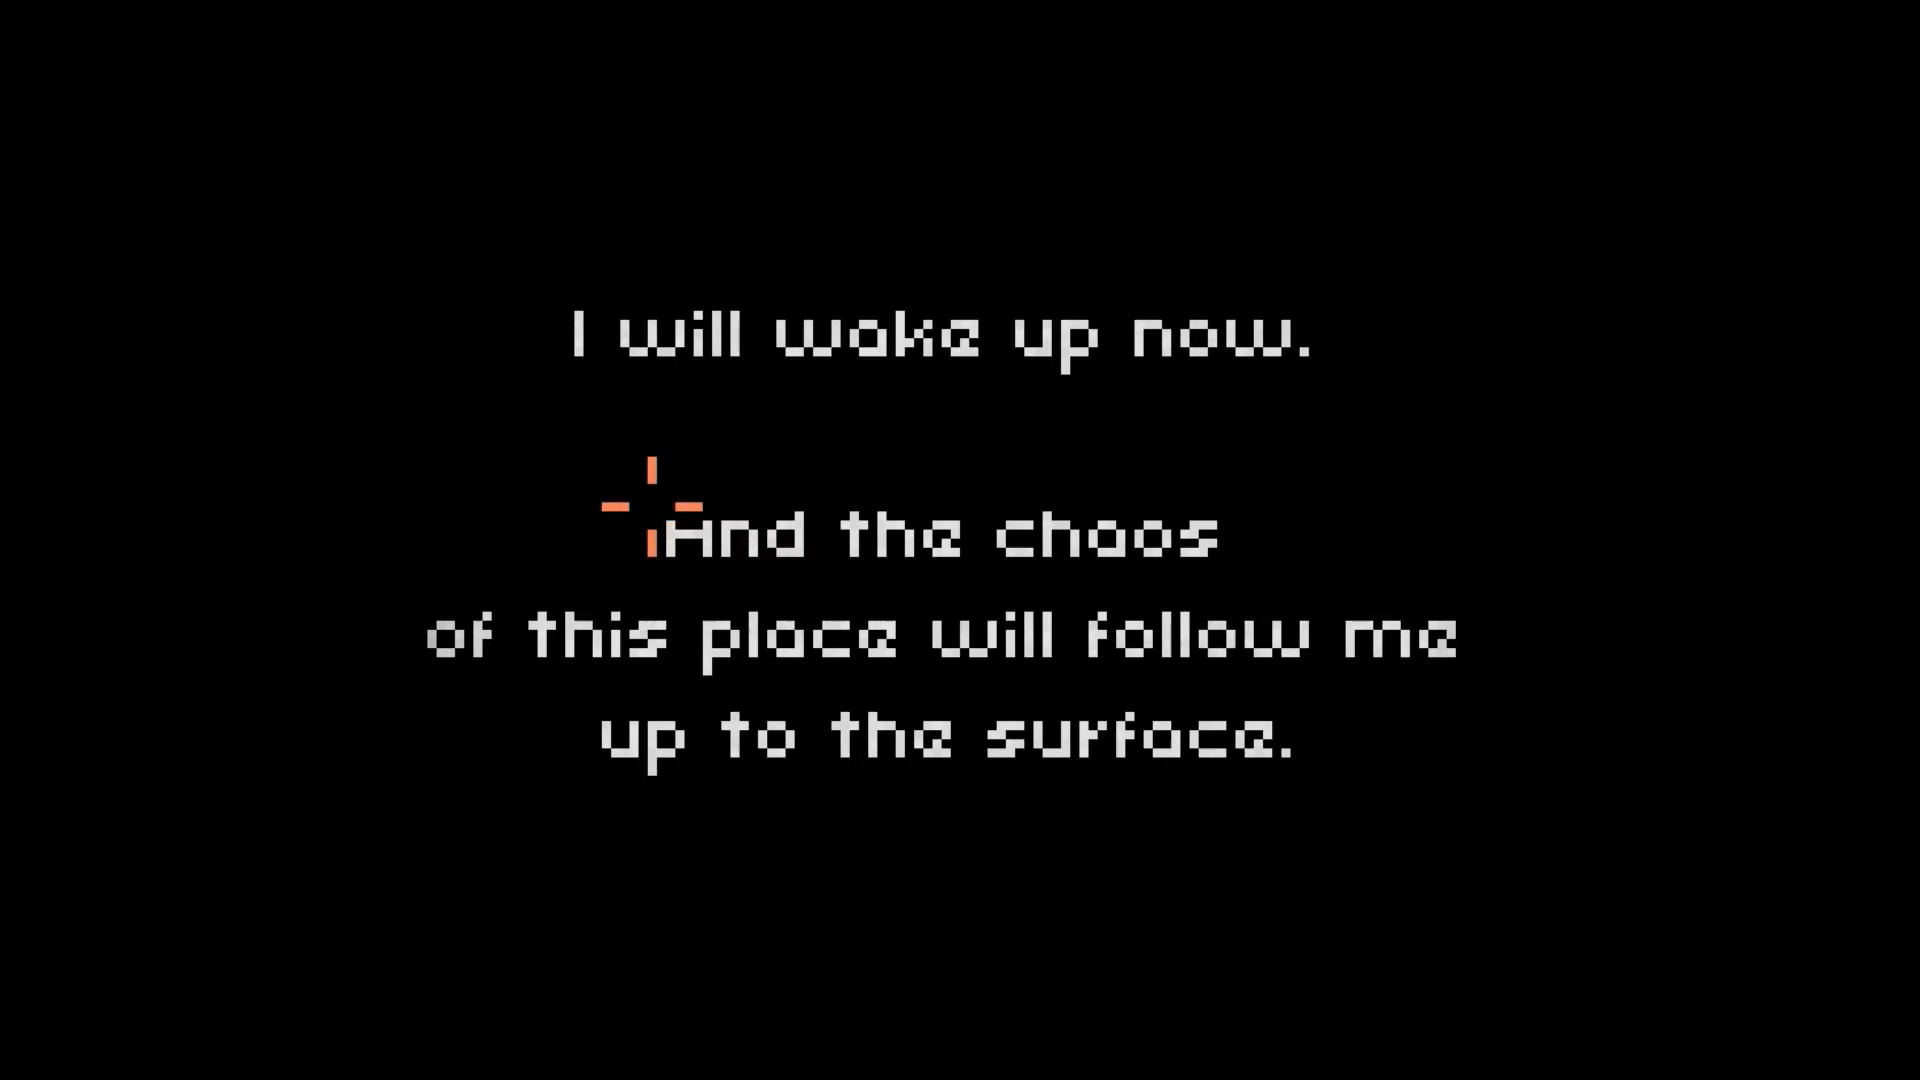 I will wake up now.
And the chaos
of this place will follow me
up to the surface.